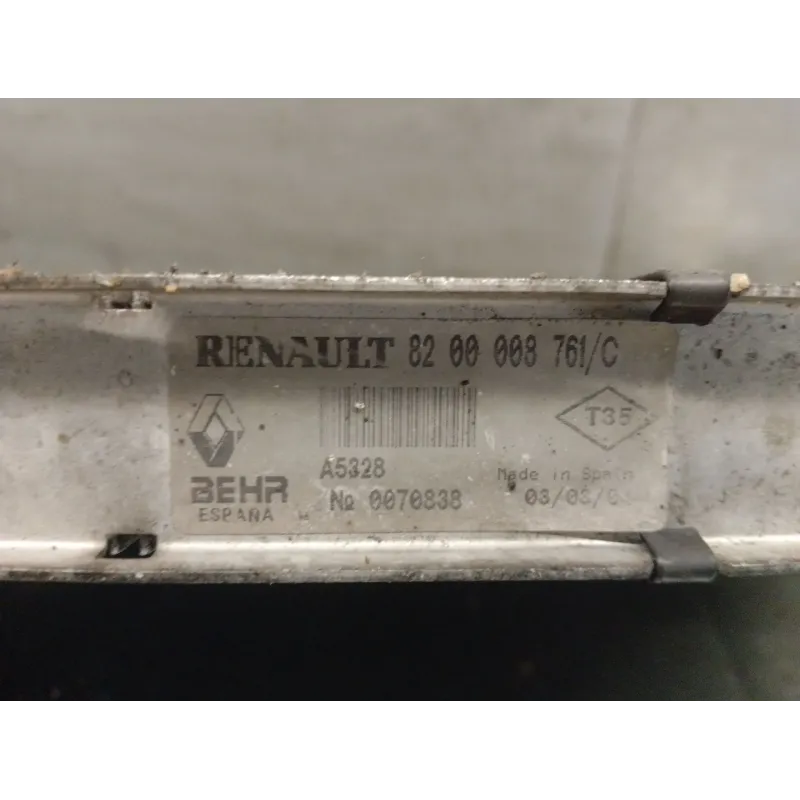 RENAULT 82 00 008 761/C
T35
A5328
BEHR
ESPAÑA
Nº 0070838
Made in Spain